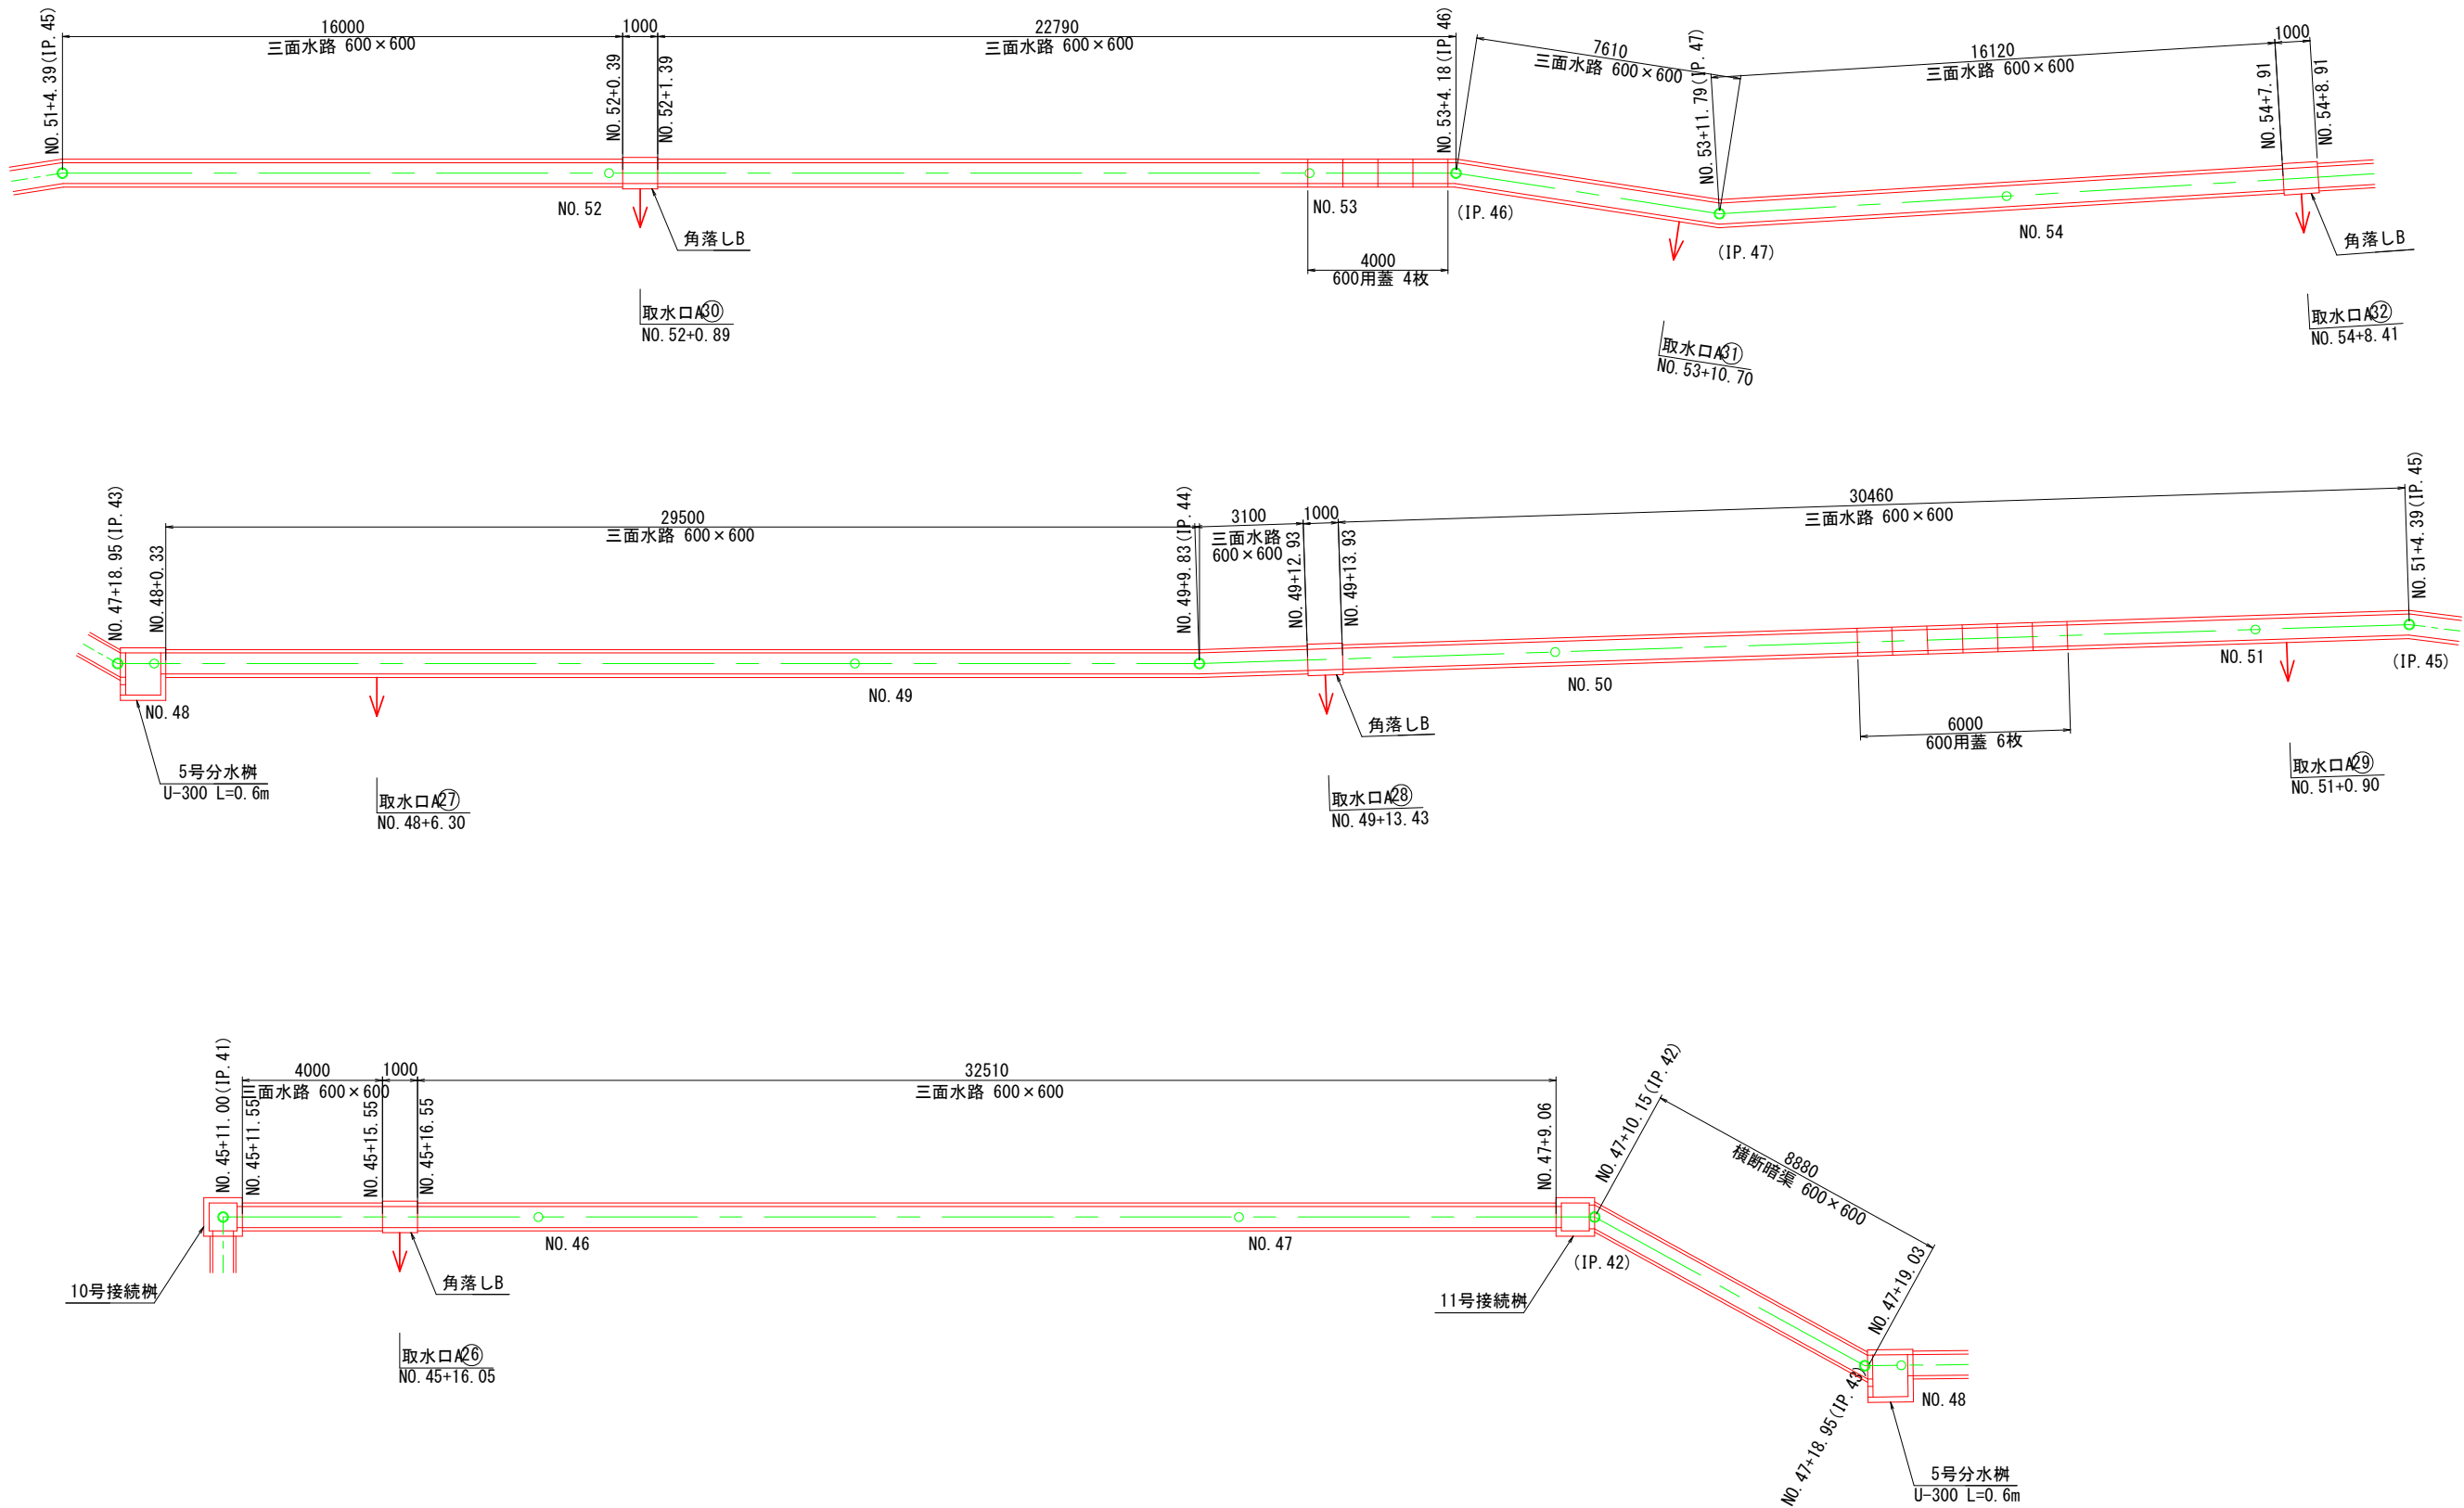 16000
三面水路 600×600
1000
22790
三面水路 600×600
7610
三面水路 600×600
16120
三面水路 600×600
1000
NO.51+4.39(IP.45)
NO.52+0.39
NO.52+1.39
NO.53+4.18(IP.46)
NO.53+11.79(IP.47)
NO.54+7.91
NO.54+8.91
NO.52
角落しB
NO.53
(IP.46)
(IP.47)
NO.54
角落しB
4000
600用蓋 4枚
取水口A㉚
NO.52+0.89
取水口A㉛
NO.53+10.70
取水口A㉜
NO.54+8.41
29500
三面水路 600×600
3100
三面水路
600×600
1000
30460
三面水路 600×600
NO.47+18.95(IP.43)
NO.48+0.33
NO.49+9.83(IP.44)
NO.49+12.93
NO.49+13.93
NO.51+4.39(IP.45)
NO.48
NO.49
角落しB
NO.50
NO.51
(IP.45)
6000
600用蓋 6枚
5号分水桝
U-300 L=0.6m
取水口A㉗
NO.48+6.30
取水口A㉘
NO.49+13.43
取水口A㉙
NO.51+0.90
4000
三面水路 600×600
1000
32510
三面水路 600×600
NO.45+11.00(IP.41)
NO.45+11.55
NO.45+15.55
NO.45+16.55
NO.47+9.06
NO.47+10.15(IP.42)
8880
横断暗渠 600×600
NO.47+19.03
NO.46
NO.47
(IP.42)
10号接続桝
角落しB
11号接続桝
取水口A㉖
NO.45+16.05
NO.47+18.95(IP.43)
NO.48
5号分水桝
U-300 L=0.6m